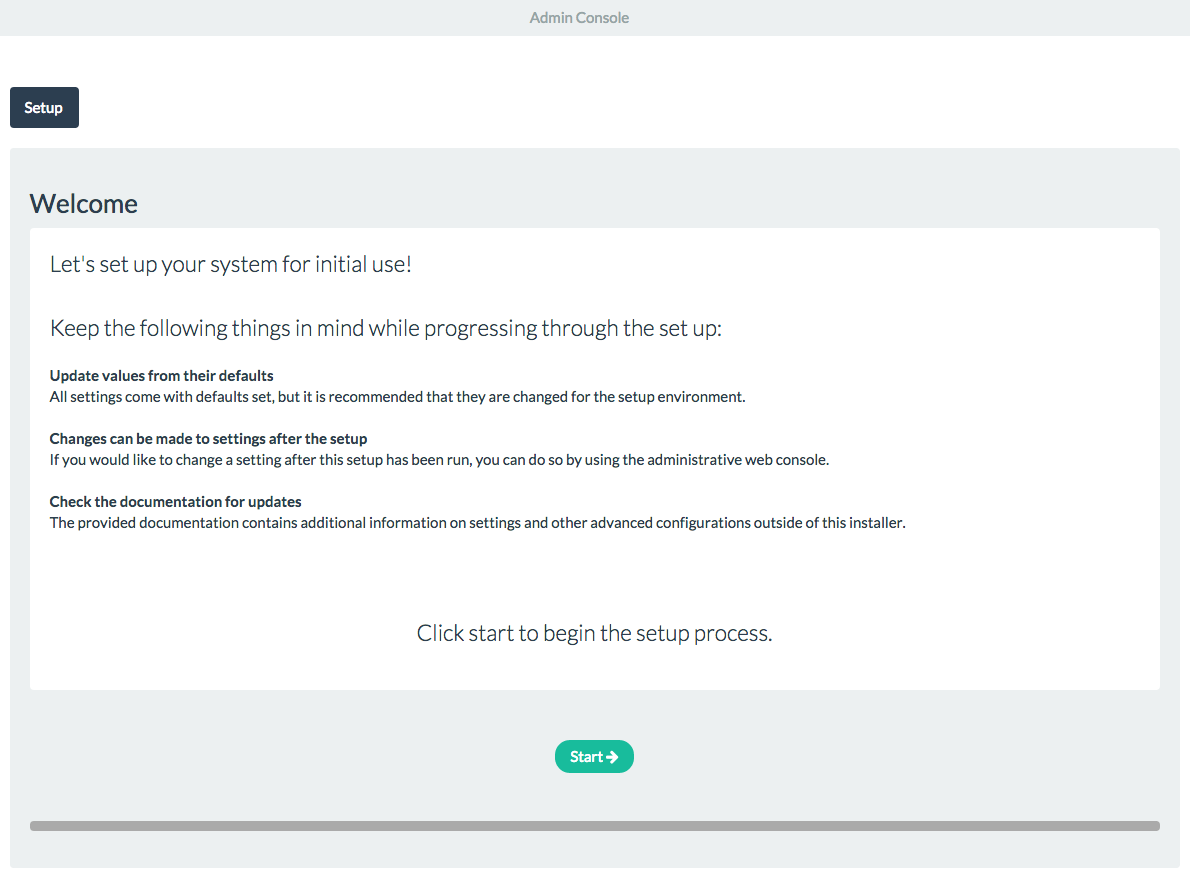 Admin Console
Setup
Welcome
Let's set up your system for initial use!
Keep the following things in mind while progressing through the set up:
Update values from their defaults
All settings come with defaults set, but it is recommended that they are changed for the setup environment.
Changes can be made to settings after the setup
If you would like to change a setting after this setup has been run, you can do so by using the administrative web console.
Check the documentation for updates
The provided documentation contains additional information on settings and other advanced configurations outside of this installer.
Click start to begin the setup process.
Start